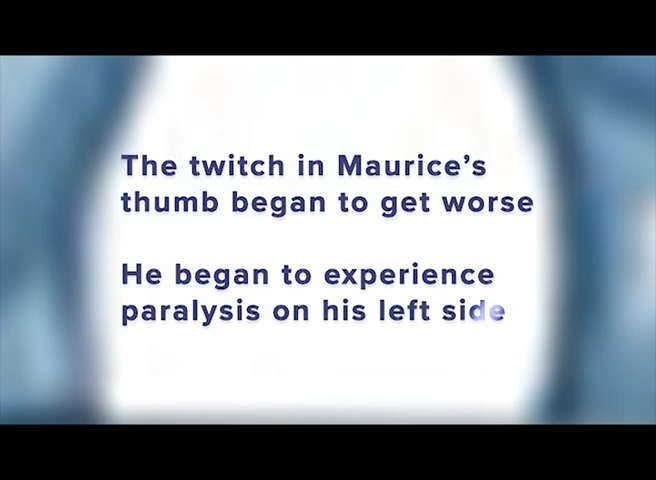 The twitch in Maurice’s
thumb began to get worse
He began to experience
paralysis on his left side